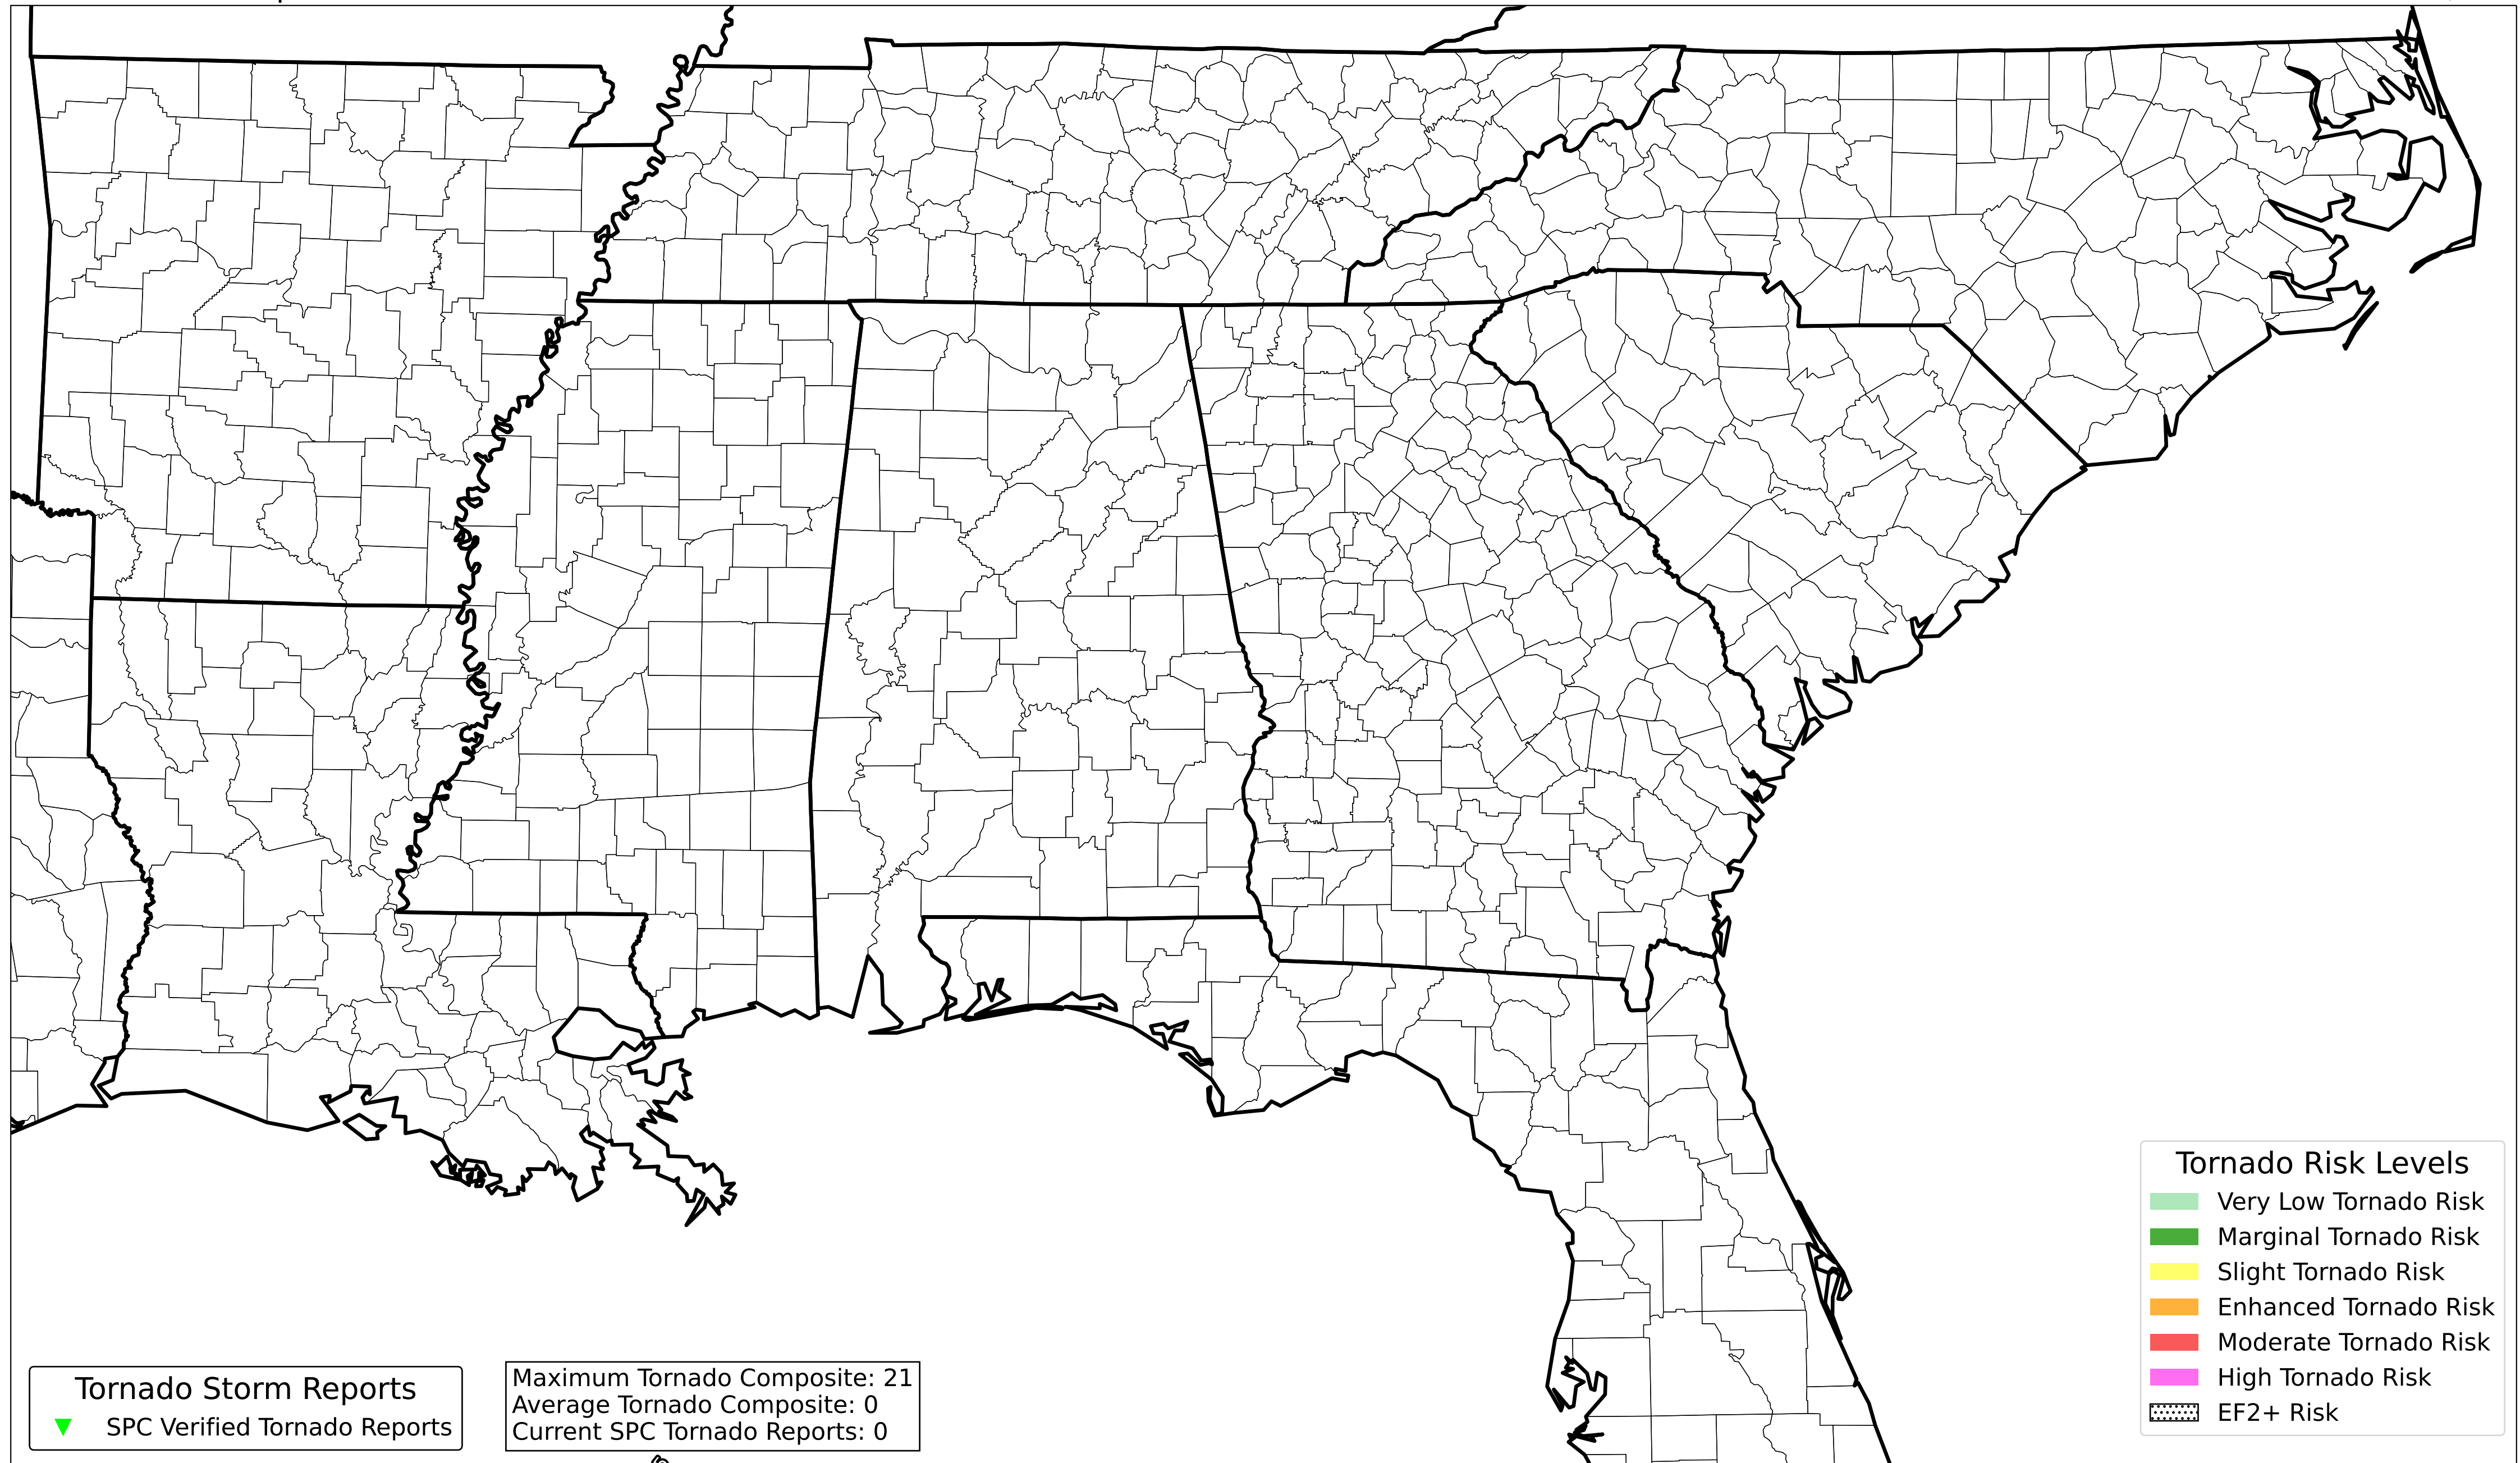 Tornado Risk Levels
Very Low Tornado Risk
Marginal Tornado Risk
Slight Tornado Risk
Enhanced Tornado Risk
Moderate Tornado Risk
High Tornado Risk
EF2+ Risk
Tornado Storm Reports
SPC Verified Tornado Reports
Maximum Tornado Composite: 21
Average Tornado Composite: 0
Current SPC Tornado Reports: 0